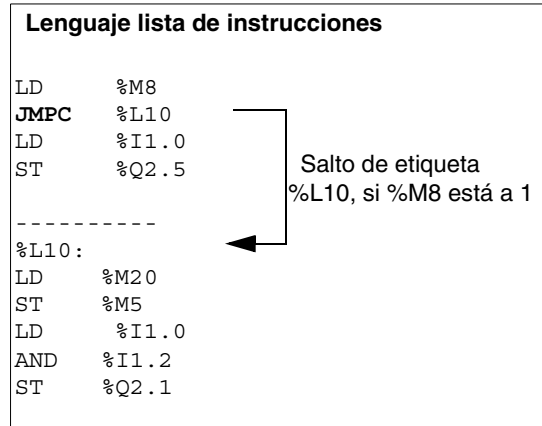 Lenguaje lista de instrucciones
LD %M8
JMPC %L10
LD %I1.0
ST %Q2.5
Salto de etiqueta
%L10, si %M8 está a 1
----------
%L10:
LD %M20
ST %M5
LD %I1.0
AND %I1.2
ST %Q2.1